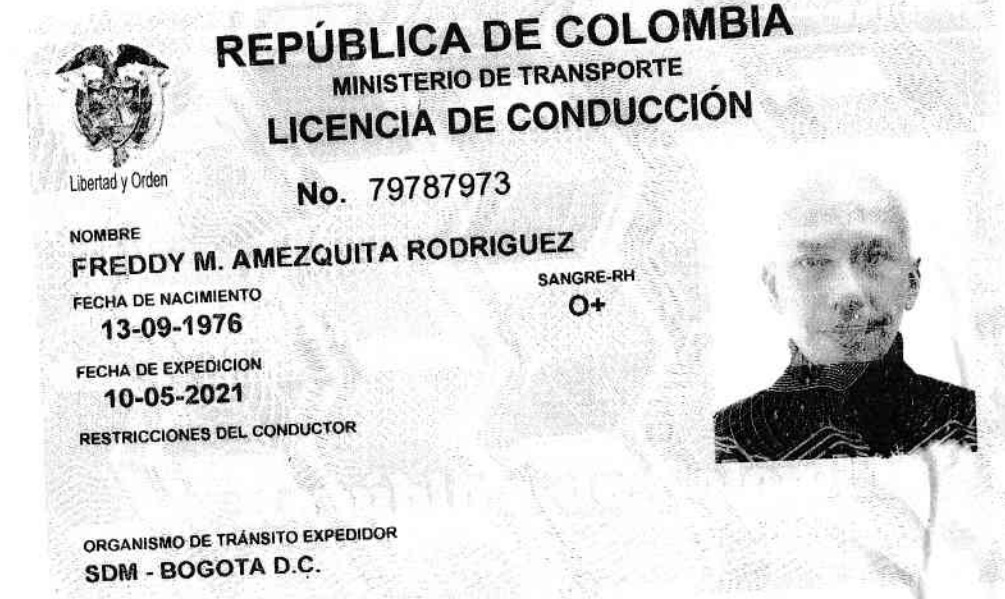 REPÚBLICA DE COLOMBIA
MINISTERIO DE TRANSPORTE
LICENCIA DE CONDUCCIÓN
Libertad y Orden
No. 79787973
NOMBRE
FREDDY M. AMEZQUITA RODRIGUEZ
FECHA DE NACIMIENTO
SANGRE-RH
13-09-1976
O+
FECHA DE EXPEDICION
10-05-2021
RESTRICCIONES DEL CONDUCTOR
ORGANISMO DE TRÁNSITO EXPEDIDOR
SDM - BOGOTA D.C.